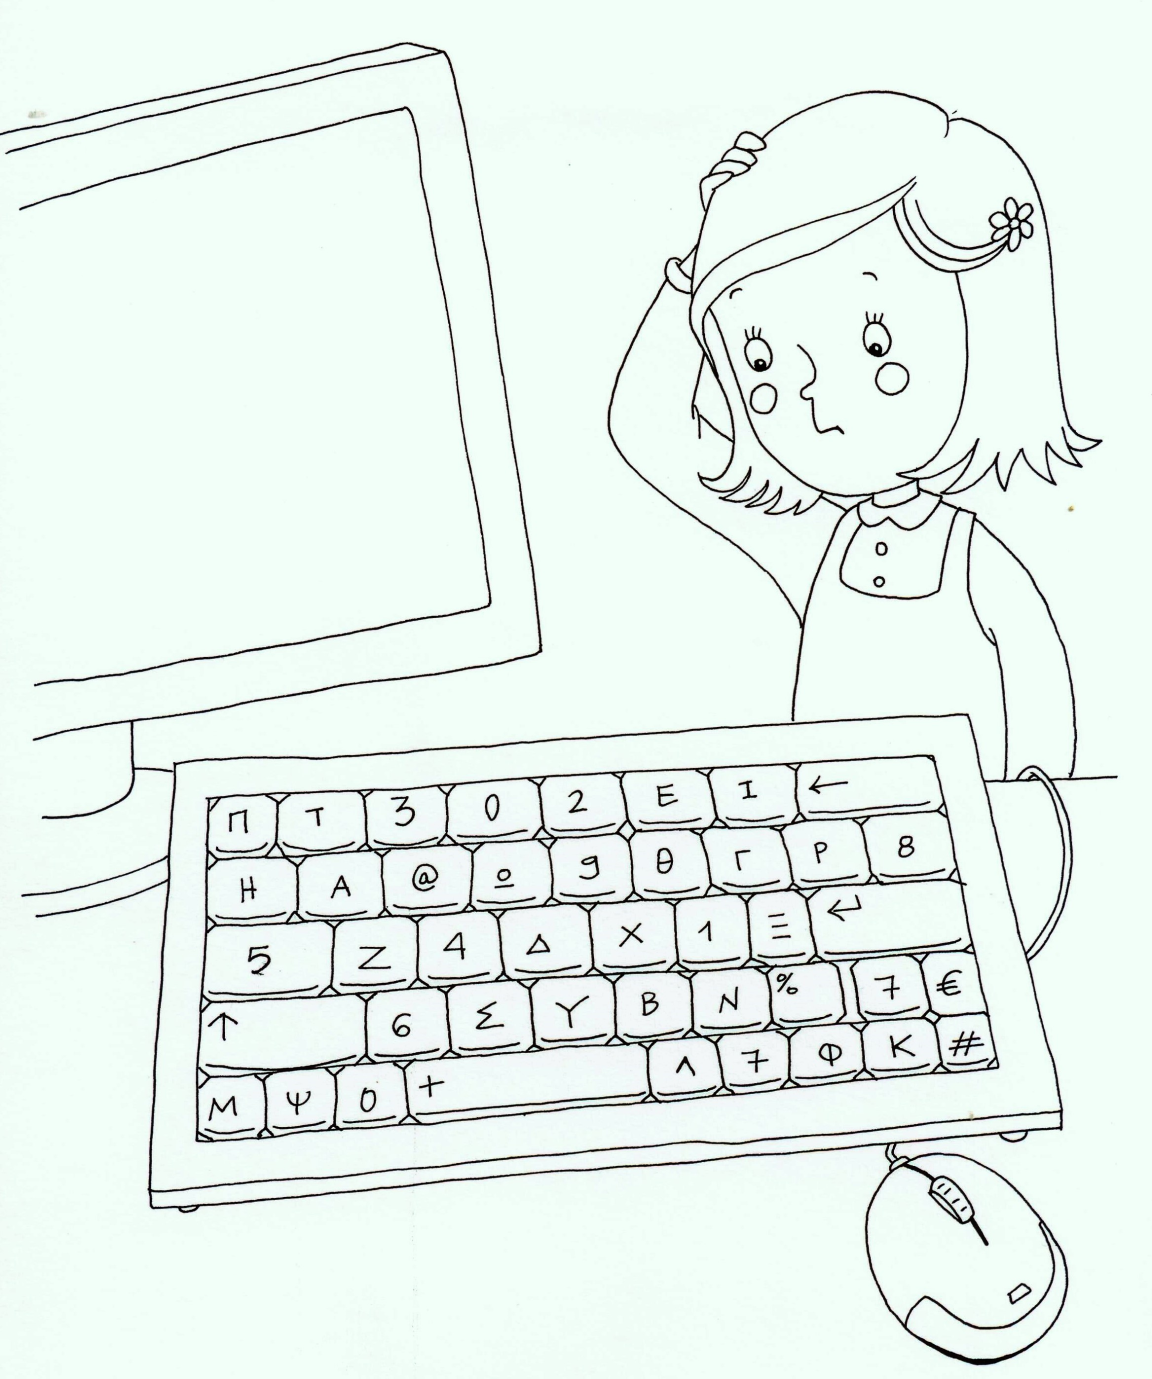 Π Τ 3 0 2 Ε Ι ←
Η Α @ ο 9 Θ Γ Ρ 8
5 Ζ 4 Δ Χ 1 Ξ ↵
↑ 6 Σ Υ Β Ν % 7 €
Μ Ψ Ο + Λ 7 Φ Κ #